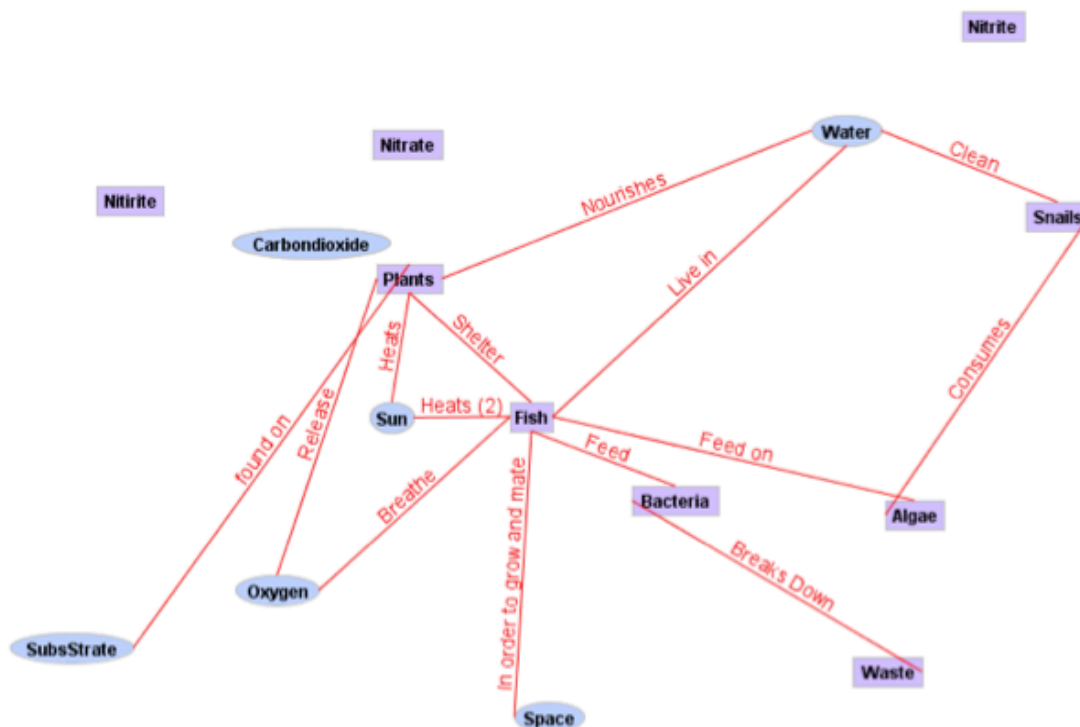 Nitrite
Water
Nitrate
Clean
Nitirite
Nourishes
Snails
Carbondioxide
Plants
Live in
Shelter
Heats
Consumes
Sun
Heats (2)
Fish
Release
found on
Feed
Feed on
Breathe
In order to grow and mate
Bacteria
Algae
Breaks Down
Oxygen
SubsStrate
Waste
Space